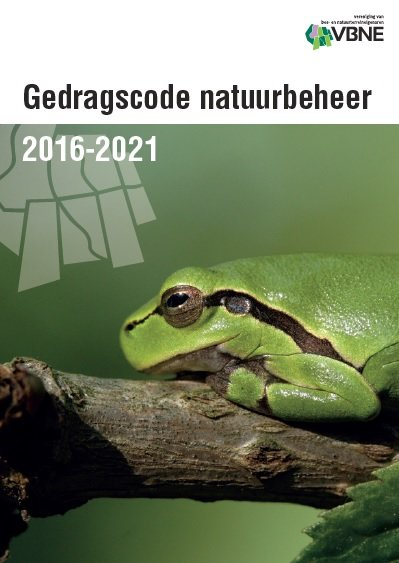 Vereniging van
bos- en natuurterreineigenaren
VBNE
Gedragscode natuurbeheer
2016-2021